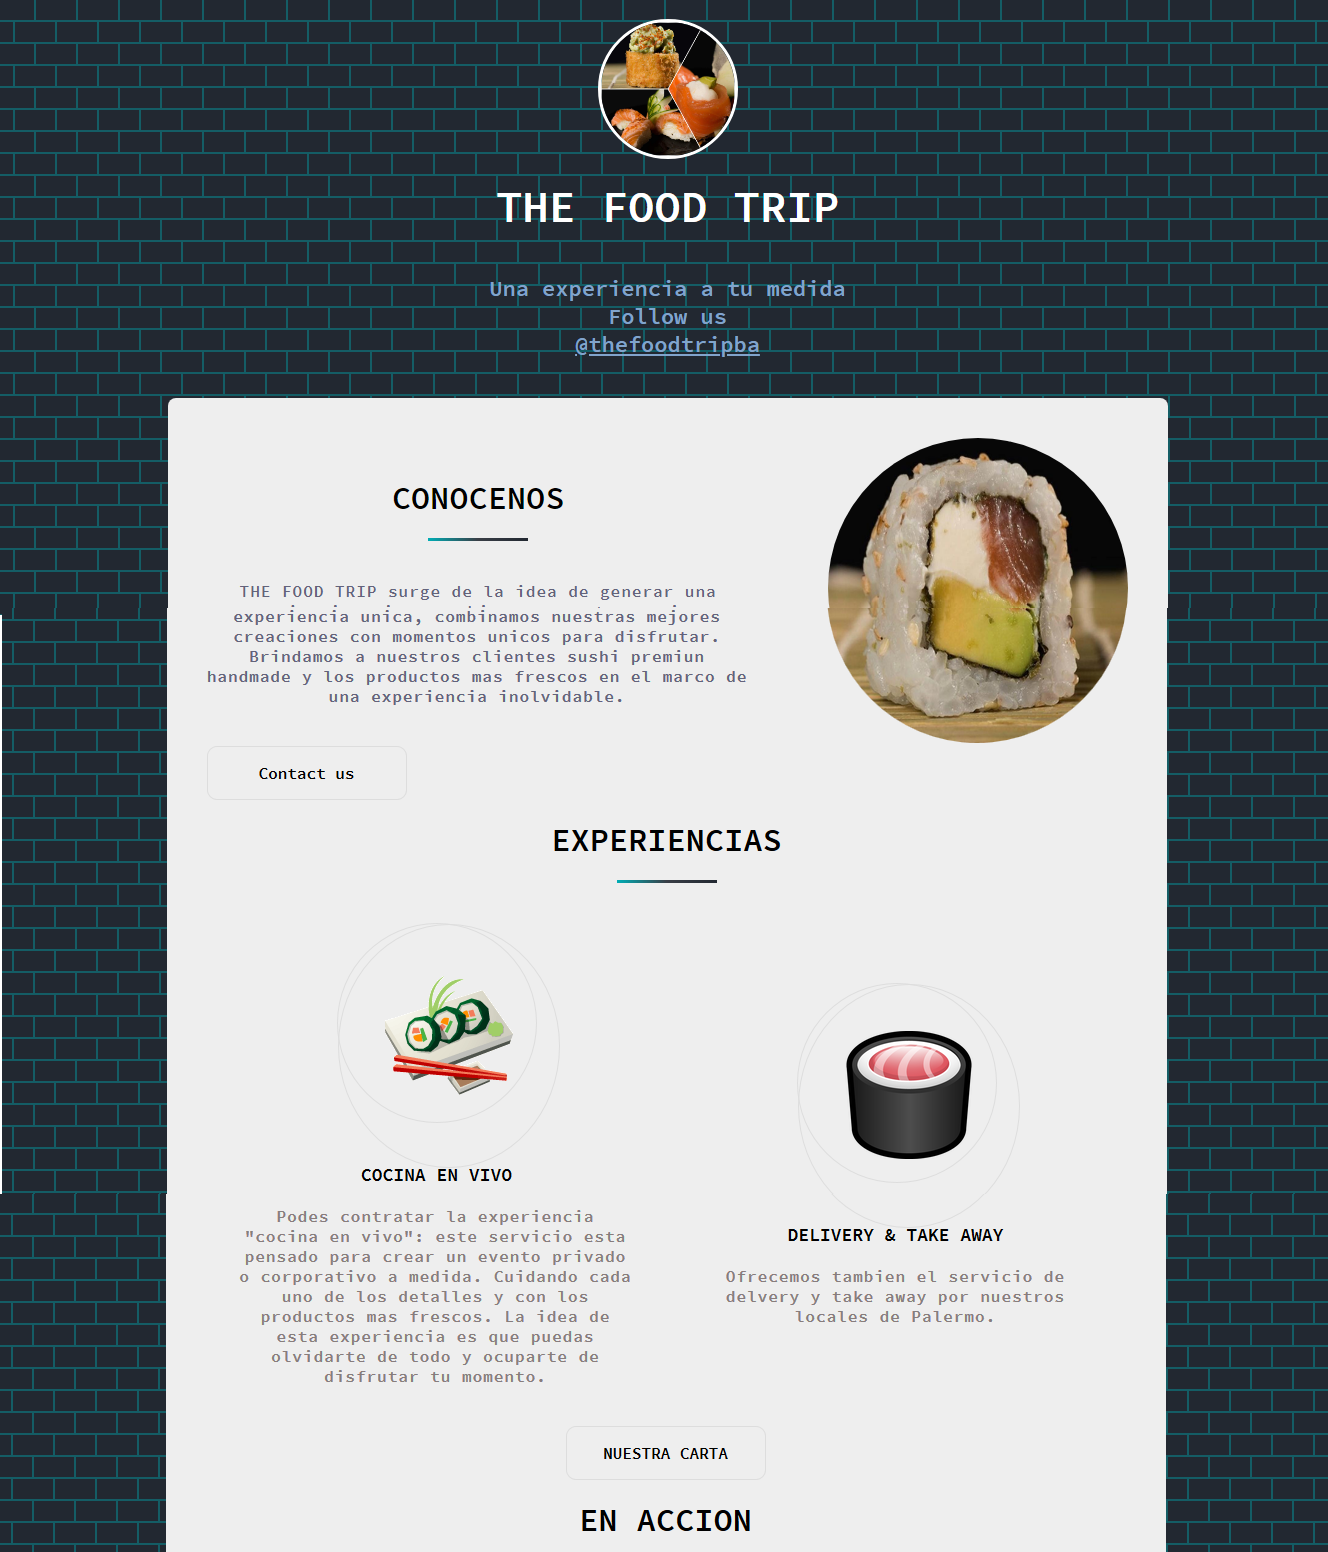 THE FOOD TRIP
Una experiencia a tu medida
Follow us
@thefoodtripba
CONOCENOS
THE FOOD TRIP surge de la idea de generar una
experiencia unica, combinamos nuestras mejores
creaciones con momentos unicos para disfrutar.
Brindamos a nuestros clientes sushi premiun
handmade y los productos mas frescos en el marco de
una experiencia inolvidable.
Contact us
EXPERIENCIAS
COCINA EN VIVO
Podes contratar la experiencia
"cocina en vivo": este servicio esta
pensado para crear un evento privado
o corporativo a medida. Cuidando cada
uno de los detalles y con los
productos mas frescos. La idea de
esta experiencia es que puedas
olvidarte de todo y ocuparte de
disfrutar tu momento.
DELIVERY & TAKE AWAY
Ofrecemos tambien el servicio de
delvery y take away por nuestros
locales de Palermo.
NUESTRA CARTA
EN ACCION